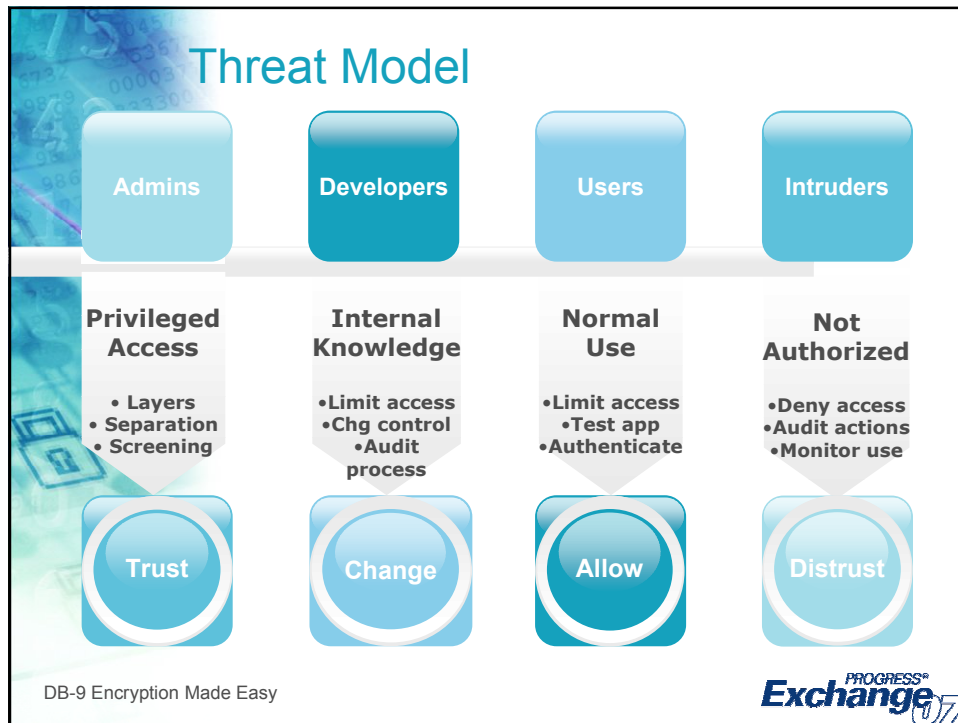 Threat Model
Admins
Developers
Users
Intruders
Privileged
Access
• Layers
• Separation
• Screening
Internal
Knowledge
•Limit access
•Chg control
•Audit
process
Normal
Use
•Limit access
•Test app
•Authenticate
Not
Authorized
•Deny access
•Audit actions
•Monitor use
Trust
Change
Allow
Distrust
DB-9 Encryption Made Easy
PROGRESS®
Exchange 07